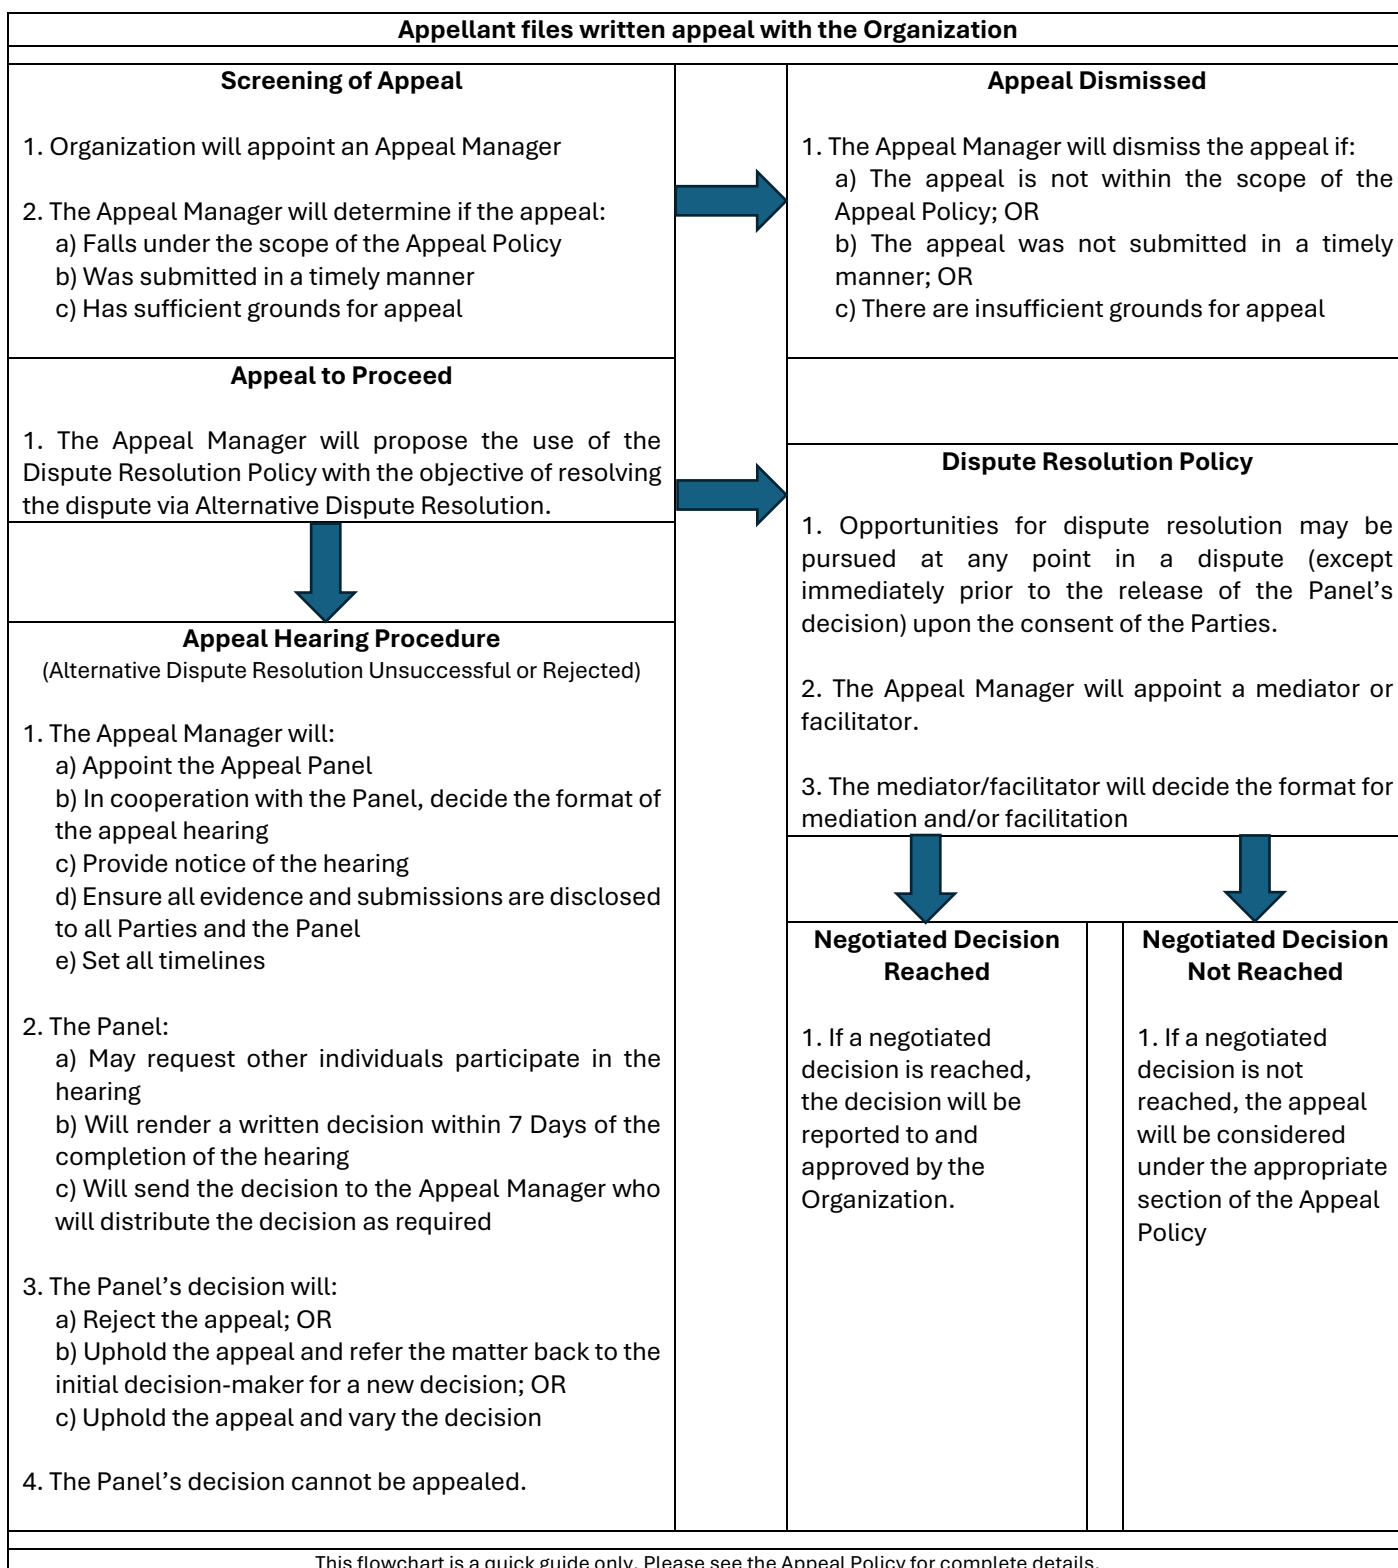 Appellant files written appeal with the Organization
Screening of Appeal
1. Organization will appoint an Appeal Manager
2. The Appeal Manager will determine if the appeal:
a) Falls under the scope of the Appeal Policy
b) Was submitted in a timely manner
c) Has sufficient grounds for appeal
Appeal Dismissed
1. The Appeal Manager will dismiss the appeal if:
a) The appeal is not within the scope of the
Appeal Policy; OR
b) The appeal was not submitted in a timely
manner; OR
c) There are insufficient grounds for appeal
Appeal to Proceed
1. The Appeal Manager will propose the use of the
Dispute Resolution Policy with the objective of resolving
the dispute via Alternative Dispute Resolution.
Dispute Resolution Policy
1. Opportunities for dispute resolution may be
pursued at any point in a dispute (except
immediately prior to the release of the Panel’s
decision) upon the consent of the Parties.
2. The Appeal Manager will appoint a mediator or
facilitator.
3. The mediator/facilitator will decide the format for
mediation and/or facilitation
Appeal Hearing Procedure
(Alternative Dispute Resolution Unsuccessful or Rejected)
1. The Appeal Manager will:
a) Appoint the Appeal Panel
b) In cooperation with the Panel, decide the format of
the appeal hearing
c) Provide notice of the hearing
d) Ensure all evidence and submissions are disclosed
to all Parties and the Panel
e) Set all timelines
2. The Panel:
a) May request other individuals participate in the
hearing
b) Will render a written decision within 7 Days of the
completion of the hearing
c) Will send the decision to the Appeal Manager who
will distribute the decision as required
3. The Panel’s decision will:
a) Reject the appeal; OR
b) Uphold the appeal and refer the matter back to the
initial decision-maker for a new decision; OR
c) Uphold the appeal and vary the decision
4. The Panel’s decision cannot be appealed.
Negotiated Decision
Reached
1. If a negotiated
decision is reached,
the decision will be
reported to and
approved by the
Organization.
Negotiated Decision
Not Reached
1. If a negotiated
decision is not
reached, the appeal
will be considered
under the appropriate
section of the Appeal
Policy
This flowchart is a quick guide only. Please see the Appeal Policy for complete details.